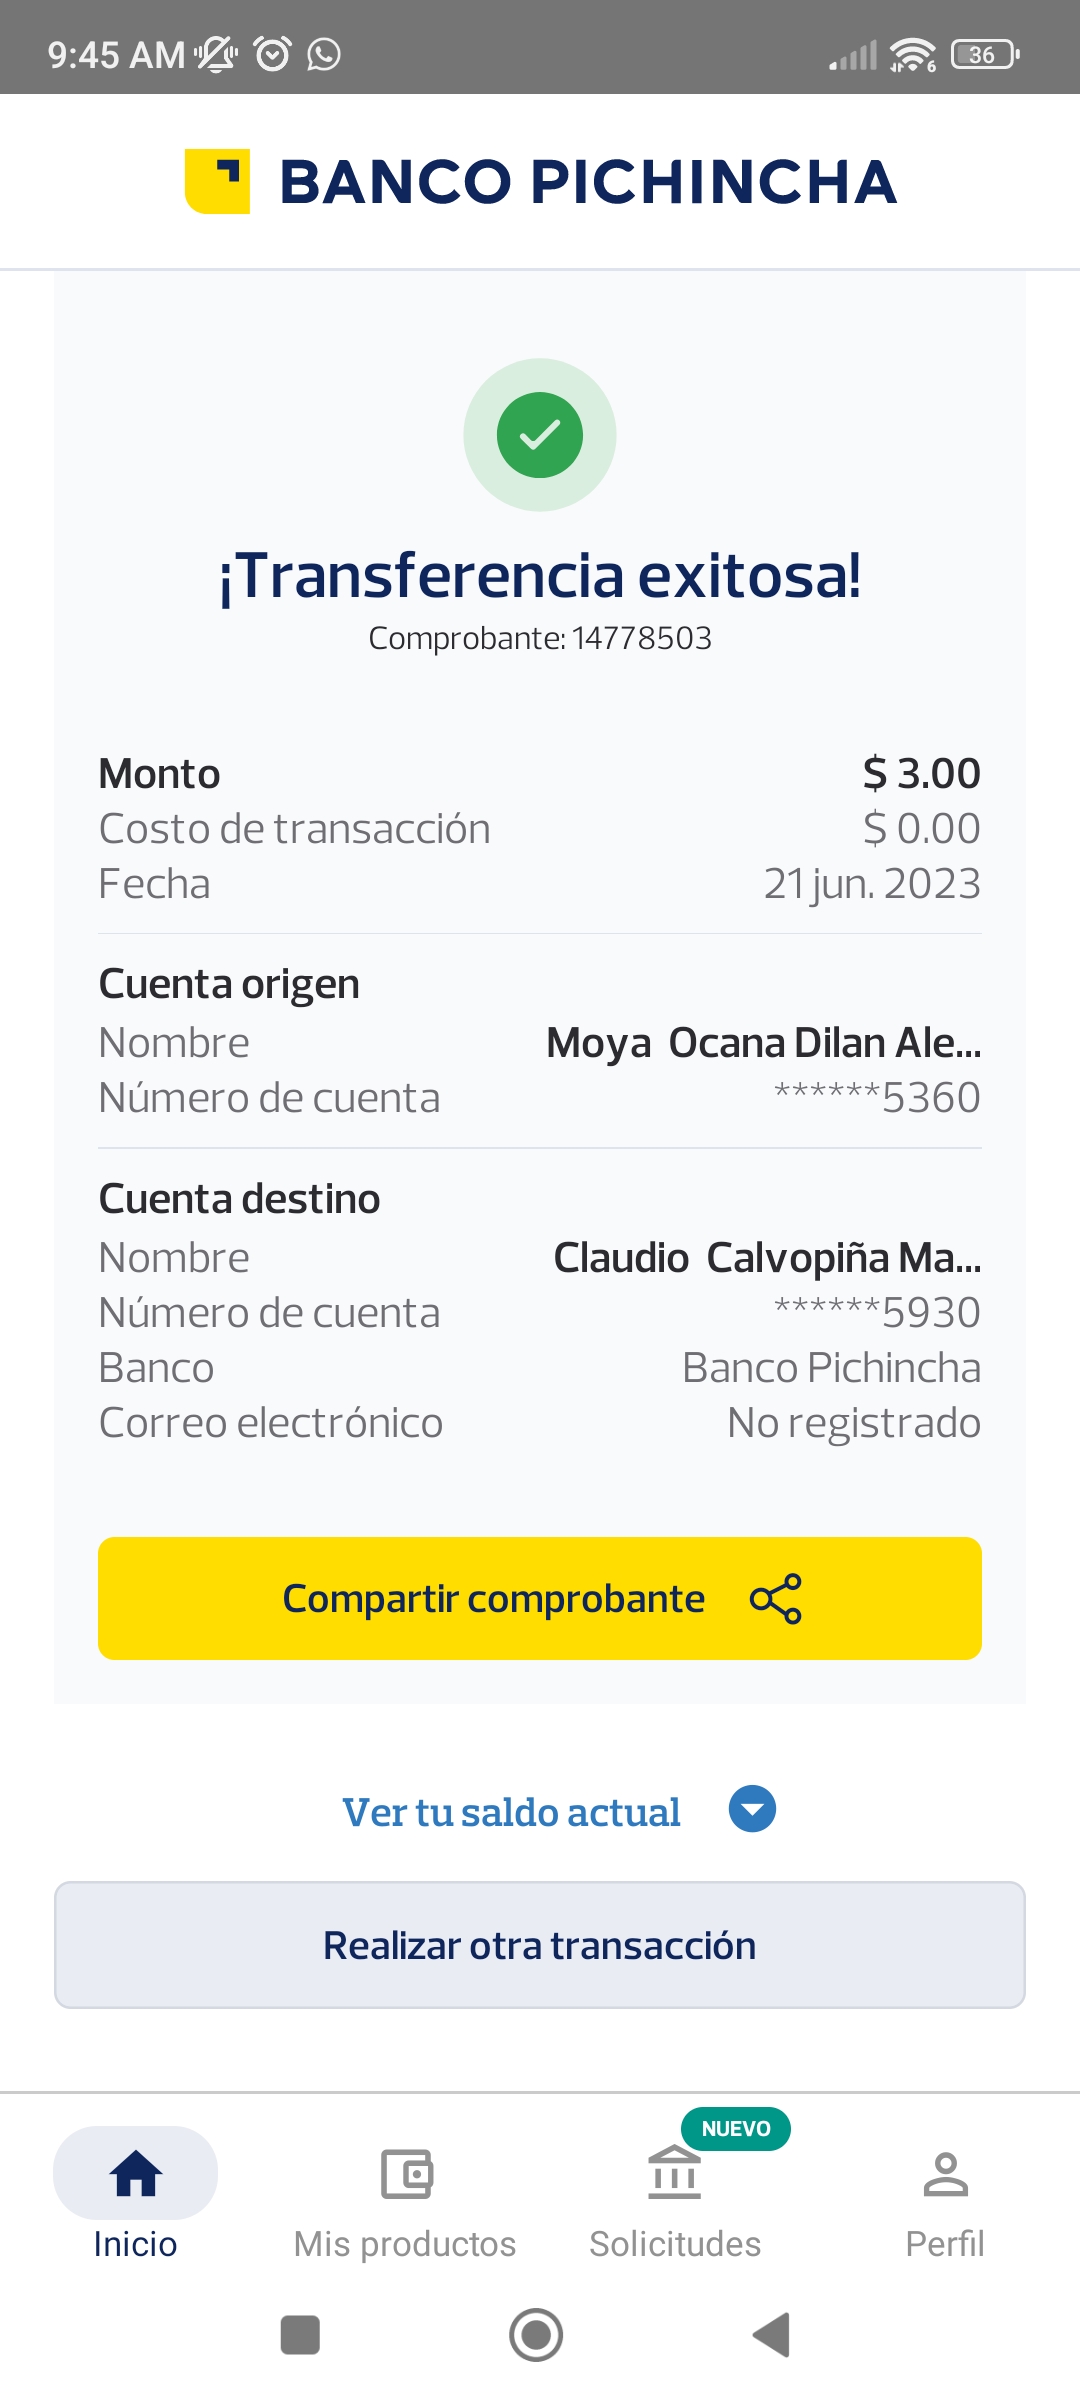 9:45 AM 6 36
BANCO PICHINCHA
¡Transferencia exitosa!
Comprobante: 14778503
Monto $ 3.00
Costo de transacción $ 0.00
Fecha 21 jun. 2023
Cuenta origen
Nombre Moya  Ocana Dilan Ale...
Número de cuenta ******5360
Cuenta destino
Nombre Claudio  Calvopiña Ma...
Número de cuenta ******5930
Banco Banco Pichincha
Correo electrónico No registrado
Compartir comprobante
Ver tu saldo actual
Realizar otra transacción
NUEVO
Inicio Mis productos Solicitudes Perfil